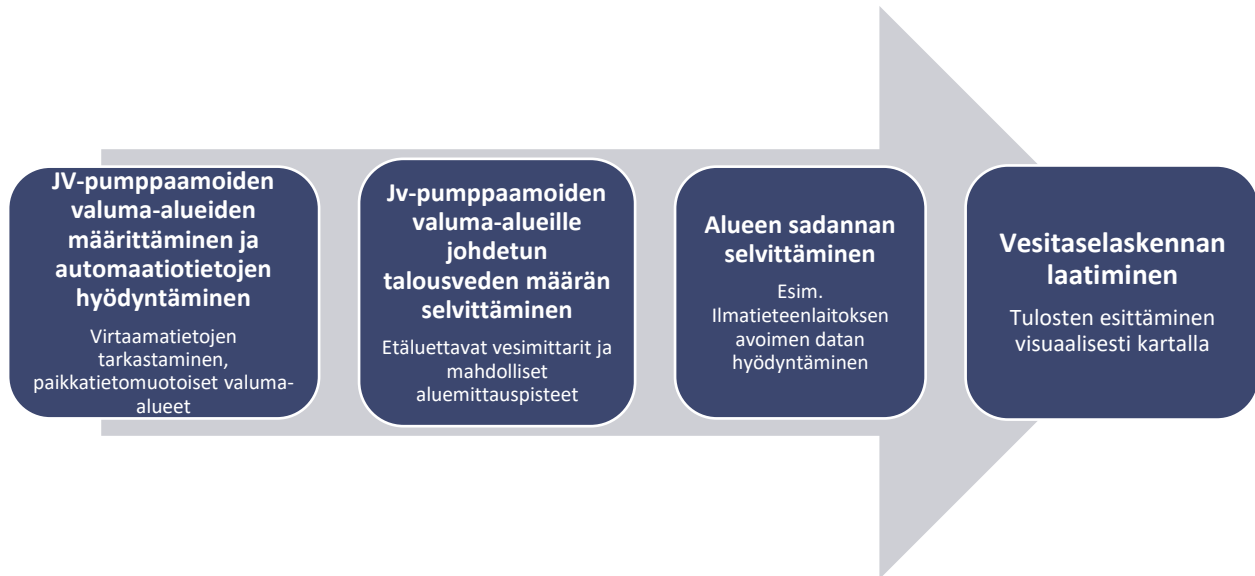 JV-pumppaamoiden
valuma-alueiden
määrittäminen ja
automaatiotietojen
hyödyntäminen
Virtaamatietojen
tarkastaminen,
paikkatietomuotoiset valuma-
alueet
Jv-pumppaamoiden
valuma-alueille
johdetun
talousveden määrän
selvittäminen
Etäluettavat vesimittarit ja
mahdolliset
aluemittauspisteet
Alueen sadannan
selvittäminen
Esim.
Ilmatieteenlaitoksen
avoimen datan
hyödyntäminen
Vesitaselaskennan
laatiminen
Tulosten esittäminen
visuaalisesti kartalla